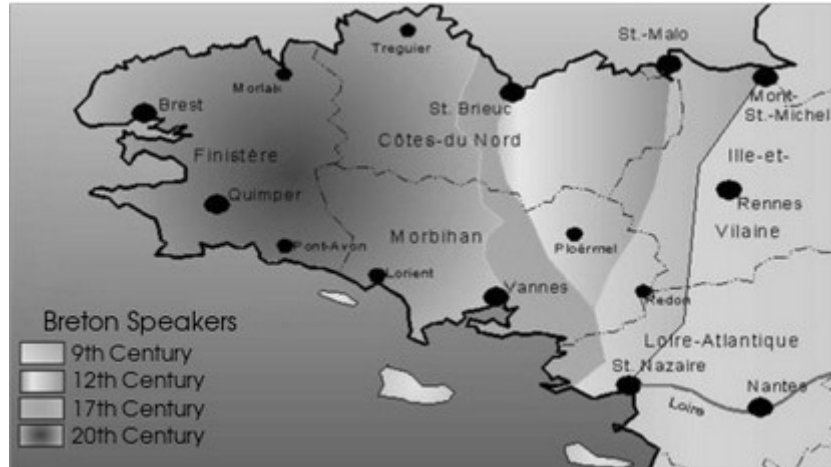 St.-Malo
Treguier
Morlaix
Mont-
St.-Michel
Brest
St. Brieuc
Côtes-du Nord
Finistère
Ille-et-
Rennes
Vilaine
Quimper
Morbihan
Ploërmel
Pont-Avon
Lorient
Vannes
Redon
Breton Speakers
9th Century
12th Century
17th Century
20th Century
Loire-Atlantique
St. Nazaire
Loire
Nantes